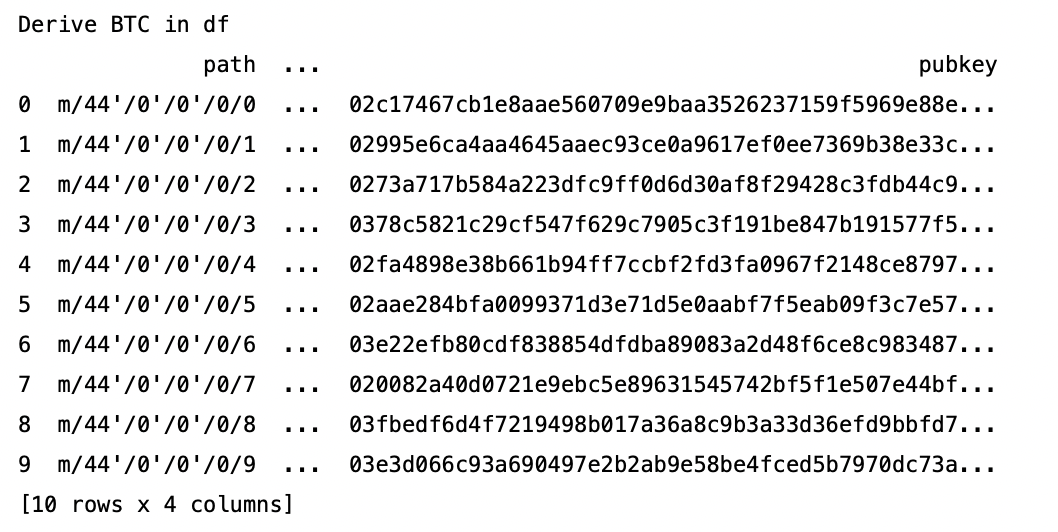 Derive BTC in df
path ... pubkey
0 m/44'/0'/0'/0/0 ... 02c17467cb1e8aae560709e9baa3526237159f5969e88e...
1 m/44'/0'/0'/0/1 ... 02995e6ca4aa4645aaec93ce0a9617ef0ee7369b38e33c...
2 m/44'/0'/0'/0/2 ... 0273a717b584a223dfc9ff0d6d30af8f29428c3fdb44c9...
3 m/44'/0'/0'/0/3 ... 0378c5821c29cf547f629c7905c3f191be847b191577f5...
4 m/44'/0'/0'/0/4 ... 02fa4898e38b661b94ff7ccbf2fd3fa0967f2148ce8797...
5 m/44'/0'/0'/0/5 ... 02aae284bfa0099371d3e71d5e0aabf7f5eab09f3c7e57...
6 m/44'/0'/0'/0/6 ... 03e22efb80cdf838854dfdba89083a2d48f6ce8c983487...
7 m/44'/0'/0'/0/7 ... 020082a40d0721e9ebc5e89631545742bf5f1e507e44bf...
8 m/44'/0'/0'/0/8 ... 03fbedf6d4f7219498b017a36a8c9b3a33d36efd9bbfd7...
9 m/44'/0'/0'/0/9 ... 03e3d066c93a690497e2b2ab9e58be4fced5b7970dc73a...
[10 rows x 4 columns]